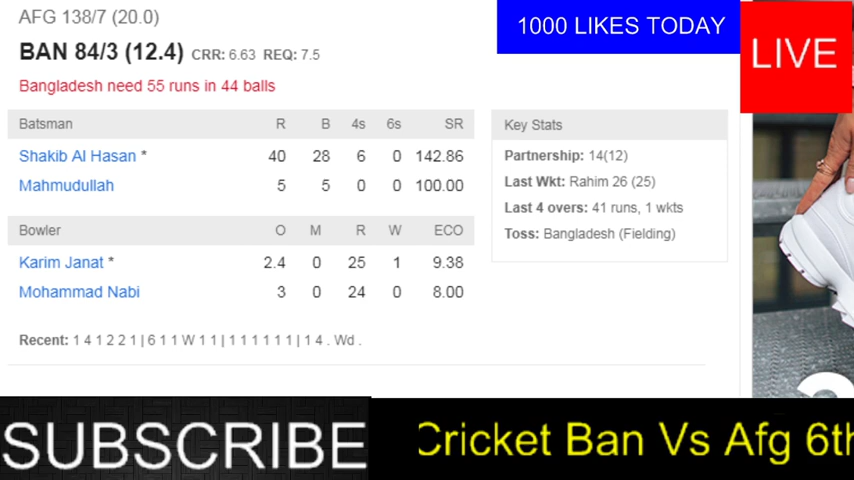 AFG 138/7 (20.0)
BAN 84/3 (12.4) CRR: 6.63 REQ: 7.5
Bangladesh need 55 runs in 44 balls
1000 LIKES TODAY
LIVE
Batsman R B 4s 6s SR
Shakib Al Hasan * 40 28 6 0 142.86
Mahmudullah 5 5 0 0 100.00
Bowler O M R W ECO
Karim Janat * 2.4 0 25 1 9.38
Mohammad Nabi 3 0 24 0 8.00
Recent: 1 4 1 2 2 1 | 6 1 1 W 1 1 | 1 1 1 1 1 1 | 1 4 . Wd .
Key Stats
Partnership: 14(12)
Last Wkt: Rahim 26 (25)
Last 4 overs: 41 runs, 1 wkts
Toss: Bangladesh (Fielding)
SUBSCRIBE
Cricket Ban Vs Afg 6th